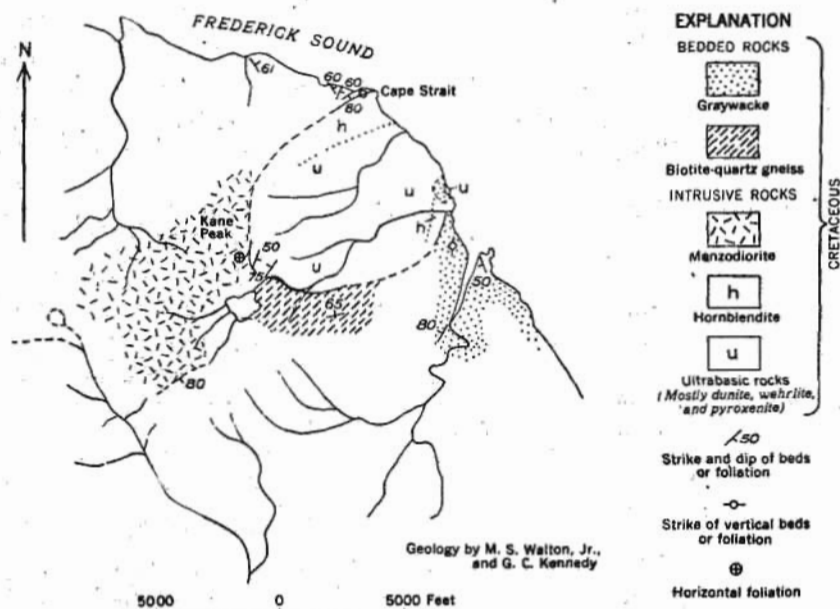 FREDERICK SOUND
N
61
60 60
Cape Strait
80
h
u
u
u
Kane
Peak
h
50
75
u
50
65
80
80
Geology by M. S. Walton, Jr.,
and G. C. Kennedy
5000 0 5000 Feet
EXPLANATION
BEDDED ROCKS
Graywacke
Biotite-quartz gneiss
INTRUSIVE ROCKS
Manzodiorite
h
Hornblendite
u
Ultrabasic rocks
(Mostly dunite, wehrlite,
and pyroxenite)
50
Strike and dip of beds
or foliation
Strike of vertical beds
or foliation
Horizontal foliation
CRETACEOUS